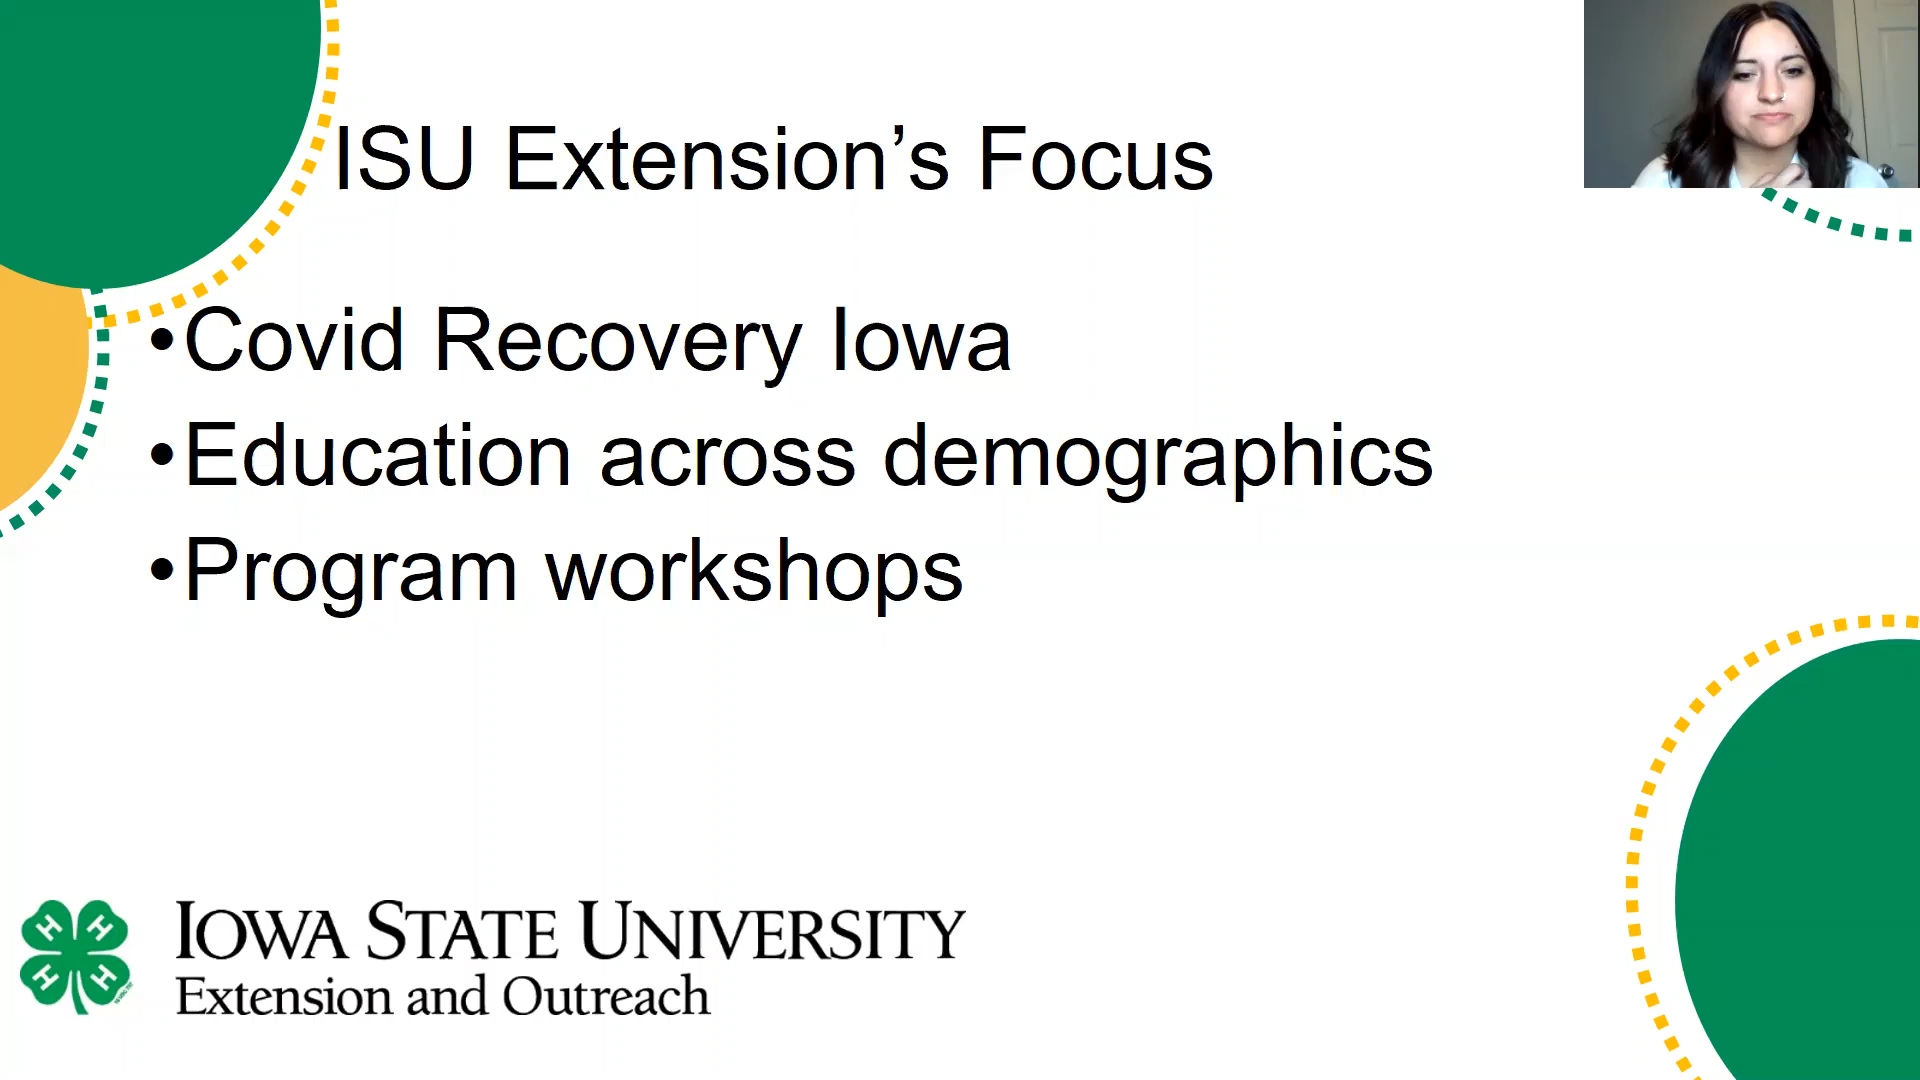 ISU Extension’s Focus
•Covid Recovery Iowa
•Education across demographics
•Program workshops
H H
H H
IOWA STATE UNIVERSITY
Extension and Outreach